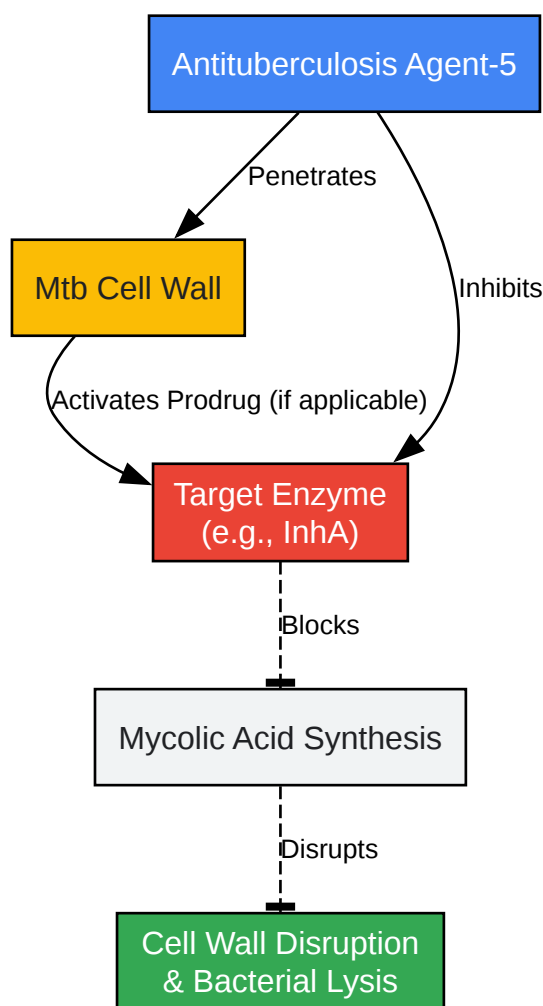 Antituberculosis Agent-5
Penetrates
Mtb Cell Wall
Inhibits
Activates Prodrug (if applicable)
Target Enzyme
(e.g., InhA)
Blocks
Mycolic Acid Synthesis
Disrupts
Cell Wall Disruption
& Bacterial Lysis